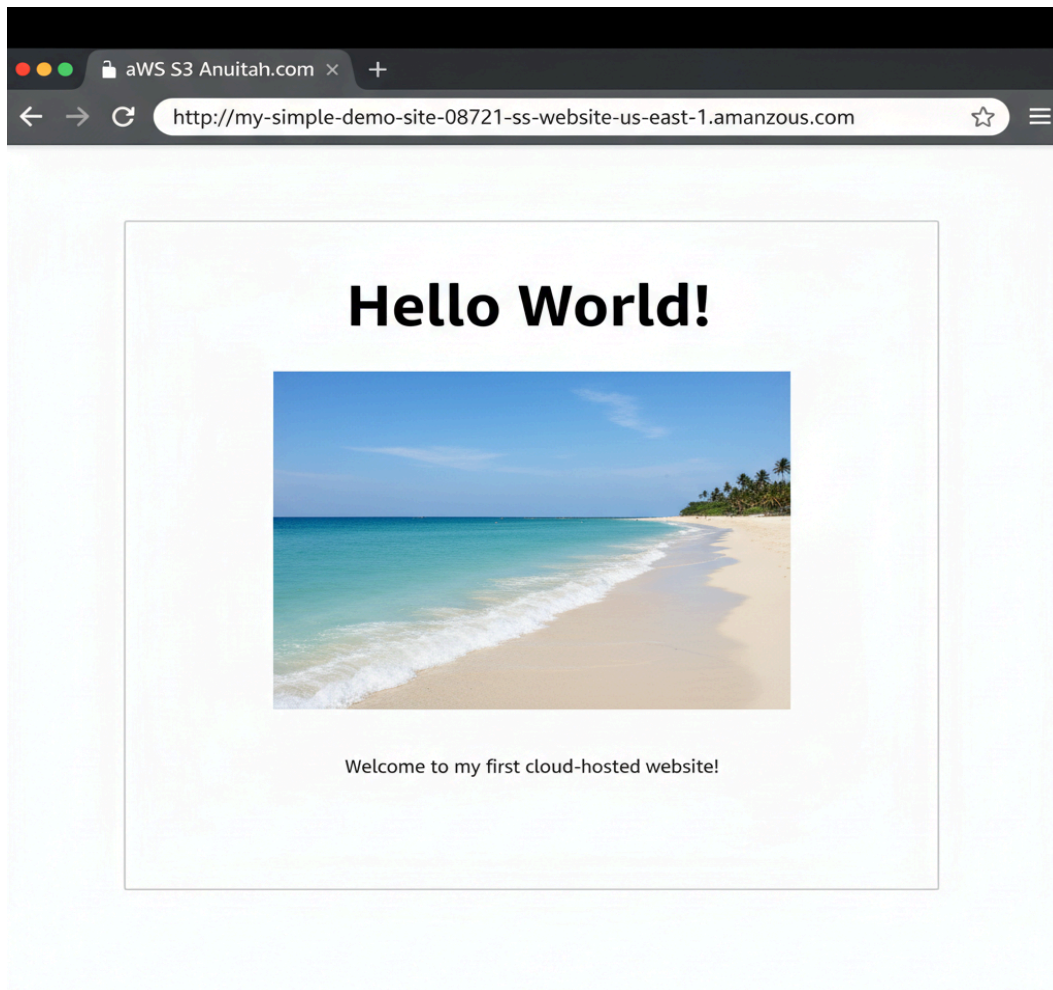 aWS S3 Anuitah.com
http://my-simple-demo-site-08721-ss-website-us-east-1.amanzous.com
Hello World!
Welcome to my first cloud-hosted website!